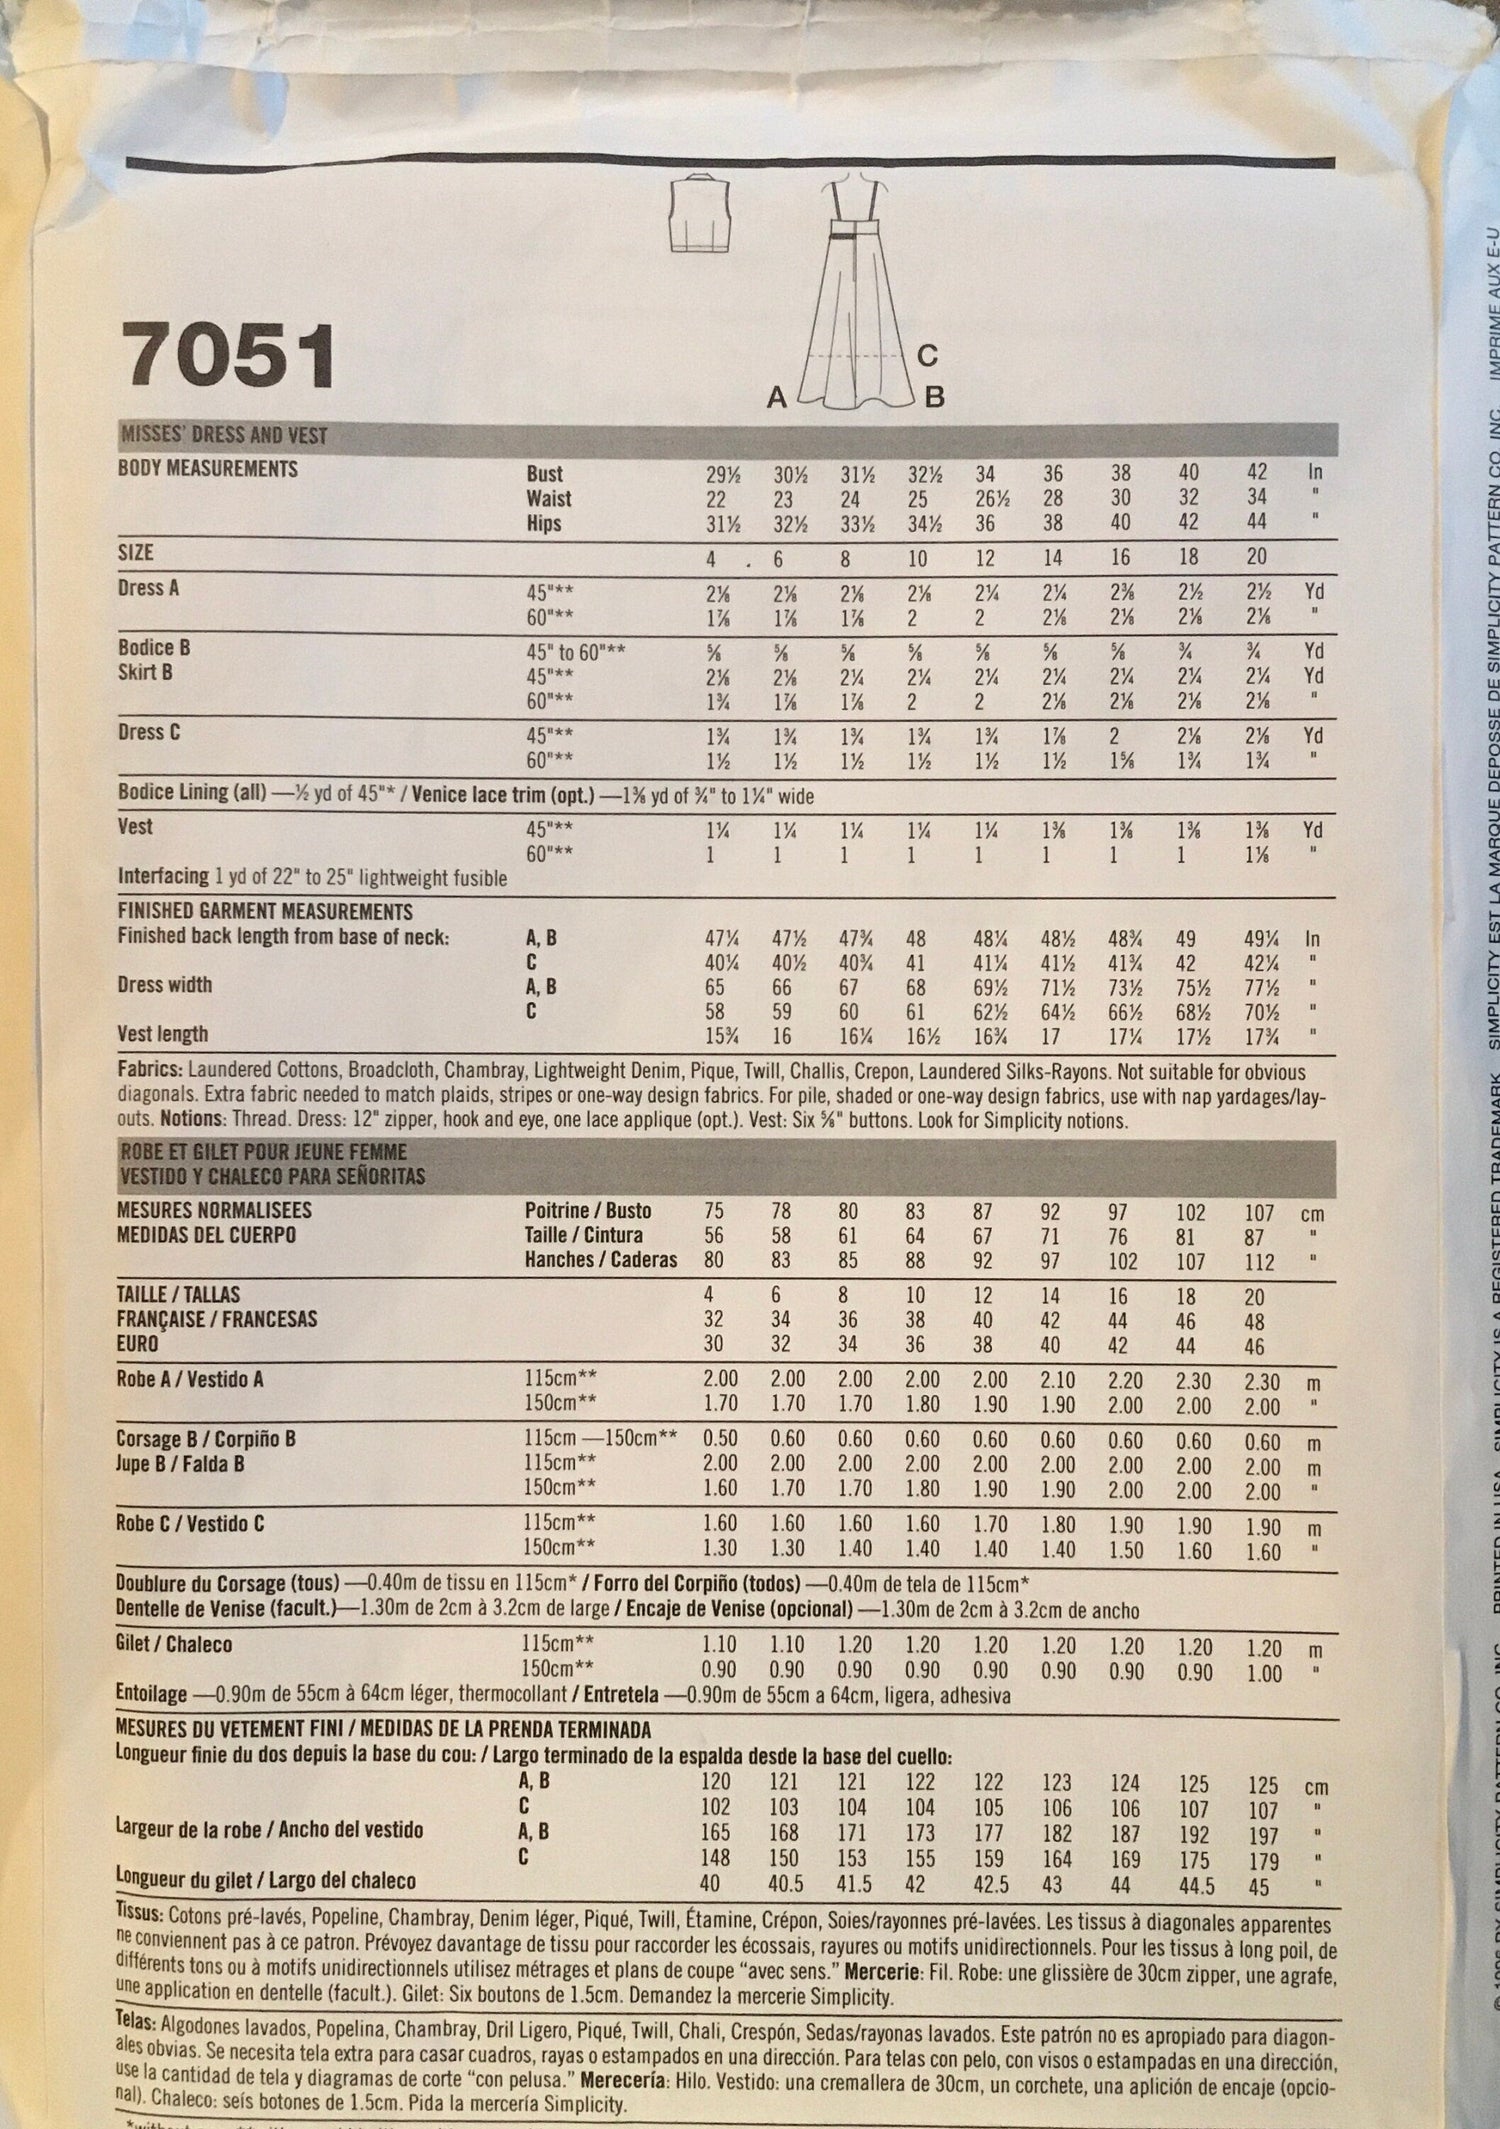 7051
A
C
B
MISSES' DRESS AND VEST
BODY MEASUREMENTS Bust 29½ 30½ 31½ 32½ 34 36 38 40 42 In
Waist 22 23 24 25 26½ 28 30 32 34 "
Hips 31½ 32½ 33½ 34½ 36 38 40 42 44 "
SIZE 4 . 6 8 10 12 14 16 18 20
Dress A 45"** 2⅛ 2⅛ 2⅛ 2⅛ 2¼ 2¼ 2⅜ 2½ 2½ Yd
60"** 1⅞ 1⅞ 1⅞ 2 2 2⅛ 2⅛ 2⅛ 2⅛ "
Bodice B 45" to 60"** ⅝ ⅝ ⅝ ⅝ ⅝ ⅝ ⅝ ¾ ¾ Yd
Skirt B 45"** 2⅛ 2⅛ 2¼ 2¼ 2¼ 2¼ 2¼ 2¼ 2¼ Yd
60"** 1¾ 1⅞ 1⅞ 2 2 2⅛ 2⅛ 2⅛ 2⅛ "
Dress C 45"** 1¾ 1¾ 1¾ 1¾ 1¾ 1⅞ 2 2⅛ 2⅛ Yd
60"** 1½ 1½ 1½ 1½ 1½ 1½ 1⅝ 1¾ 1¾ "
Bodice Lining (all) —½ yd of 45"* / Venice lace trim (opt.) —1⅜ yd of ¾" to 1¼" wide
Vest 45"** 1¼ 1¼ 1¼ 1¼ 1¼ 1⅜ 1⅜ 1⅜ 1⅜ Yd
60"** 1 1 1 1 1 1 1 1 1⅛ "
Interfacing 1 yd of 22" to 25" lightweight fusible
FINISHED GARMENT MEASUREMENTS
Finished back length from base of neck: A, B 47¼ 47½ 47¾ 48 48¼ 48½ 48¾ 49 49¼ In
C 40¼ 40½ 40¾ 41 41¼ 41½ 41¾ 42 42¼ "
Dress width A, B 65 66 67 68 69½ 71½ 73½ 75½ 77½ "
C 58 59 60 61 62½ 64½ 66½ 68½ 70½ "
Vest length 15¾ 16 16¼ 16½ 16¾ 17 17¼ 17½ 17¾ "
Fabrics: Laundered Cottons, Broadcloth, Chambray, Lightweight Denim, Pique, Twill, Challis, Crepon, Laundered Silks-Rayons. Not suitable for obvious
diagonals. Extra fabric needed to match plaids, stripes or one-way design fabrics. For pile, shaded or one-way design fabrics, use with nap yardages/lay-
outs. Notions: Thread. Dress: 12" zipper, hook and eye, one lace applique (opt.). Vest: Six ⅝" buttons. Look for Simplicity notions.
ROBE ET GILET POUR JEUNE FEMME
VESTIDO Y CHALECO PARA SEÑORITAS
MESURES NORMALISEES Poitrine / Busto 75 78 80 83 87 92 97 102 107 cm
MEDIDAS DEL CUERPO Taille / Cintura 56 58 61 64 67 71 76 81 87 "
Hanches / Caderas 80 83 85 88 92 97 102 107 112 "
TAILLE / TALLAS 4 6 8 10 12 14 16 18 20
FRANÇAISE / FRANCESAS 32 34 36 38 40 42 44 46 48
EURO 30 32 34 36 38 40 42 44 46
Robe A / Vestido A 115cm** 2.00 2.00 2.00 2.00 2.00 2.10 2.20 2.30 2.30 m
150cm** 1.70 1.70 1.70 1.80 1.90 1.90 2.00 2.00 2.00 "
Corsage B / Corpiño B 115cm —150cm** 0.50 0.60 0.60 0.60 0.60 0.60 0.60 0.60 0.60 m
Jupe B / Falda B 115cm** 2.00 2.00 2.00 2.00 2.00 2.00 2.00 2.00 2.00 m
150cm** 1.60 1.70 1.70 1.80 1.90 1.90 2.00 2.00 2.00 "
Robe C / Vestido C 115cm** 1.60 1.60 1.60 1.60 1.70 1.80 1.90 1.90 1.90 m
150cm** 1.30 1.30 1.40 1.40 1.40 1.40 1.50 1.60 1.60 "
Doublure du Corsage (tous) —0.40m de tissu en 115cm* / Forro del Corpiño (todos) —0.40m de tela de 115cm*
Dentelle de Venise (facult.)—1.30m de 2cm à 3.2cm de large / Encaje de Venise (opcional) —1.30m de 2cm à 3.2cm de ancho
Gilet / Chaleco 115cm** 1.10 1.10 1.20 1.20 1.20 1.20 1.20 1.20 1.20 m
150cm** 0.90 0.90 0.90 0.90 0.90 0.90 0.90 0.90 1.00 "
Entoilage —0.90m de 55cm à 64cm léger, thermocollant / Entretela —0.90m de 55cm a 64cm, ligera, adhesiva
MESURES DU VETEMENT FINI / MEDIDAS DE LA PRENDA TERMINADA
Longueur finie du dos depuis la base du cou: / Largo terminado de la espalda desde la base del cuello:
A, B 120 121 121 122 122 123 124 125 125 cm
C 102 103 104 104 105 106 106 107 107 "
Largeur de la robe / Ancho del vestido A, B 165 168 171 173 177 182 187 192 197 "
C 148 150 153 155 159 164 169 175 179 "
Longueur du gilet / Largo del chaleco 40 40.5 41.5 42 42.5 43 44 44.5 45 "
Tissus: Cotons pré-lavés, Popeline, Chambray, Denim léger, Piqué, Twill, Étamine, Crépon, Soies/rayonnes pré-lavées. Les tissus à diagonales apparentes
ne conviennent pas à ce patron. Prévoyez davantage de tissu pour raccorder les écossais, rayures ou motifs unidirectionnels. Pour les tissus à long poil, de
différents tons ou à motifs unidirectionnels utilisez métrages et plans de coupe "avec sens." Mercerie: Fil. Robe: une glissière de 30cm zipper, une agrafe,
une application en dentelle (facult.). Gilet: Six boutons de 1.5cm. Demandez la mercerie Simplicity.
Telas: Algodones lavados, Popelina, Chambray, Dril Ligero, Piqué, Twill, Chali, Crespón, Sedas/rayonas lavados. Este patrón no es apropiado para diagon-
ales obvias. Se necesita tela extra para casar cuadros, rayas o estampados en una dirección. Para telas con pelo, con visos o estampadas en una dirección,
use la cantidad de tela y diagramas de corte "con pelusa." Merecería: Hilo. Vestido: una cremallera de 30cm, un corchete, una aplición de encaje (opcio-
nal). Chaleco: seís botones de 1.5cm. Pida la mercería Simplicity.
SIMPLICITY IS A REGISTERED TRADEMARK SIMPLICITY EST LA MARQUE DEPOSSE DE SIMPLICITY PATTERN CO. INC. IMPRIME AUX E-U